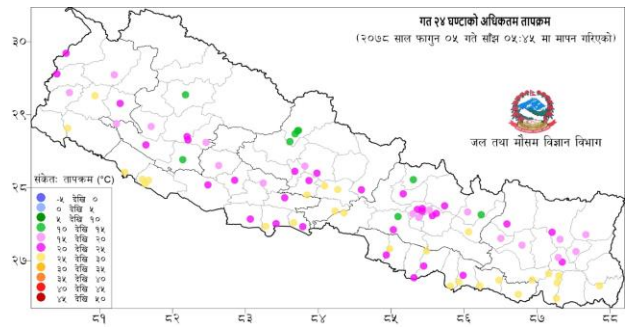 गत २४ घण्टाको अधिकतम तापक्रम
(२०७८ साल फागुन ०५ गते साँझ ०५:४५ मा मापन गरिएको)
जल तथा मौसम विज्ञान विभाग
संकेतः तापक्रम (°C)
-५ देखि ०
० देखि ५
५ देखि १०
१० देखि १५
१५ देखि २०
२० देखि २५
२५ देखि ३०
३० देखि ३५
३५ देखि ४०
४० देखि ४५
४५ देखि ५०
३०
२९
२८
२७
८१
८२
८३
८४
८५
८६
८७
८८